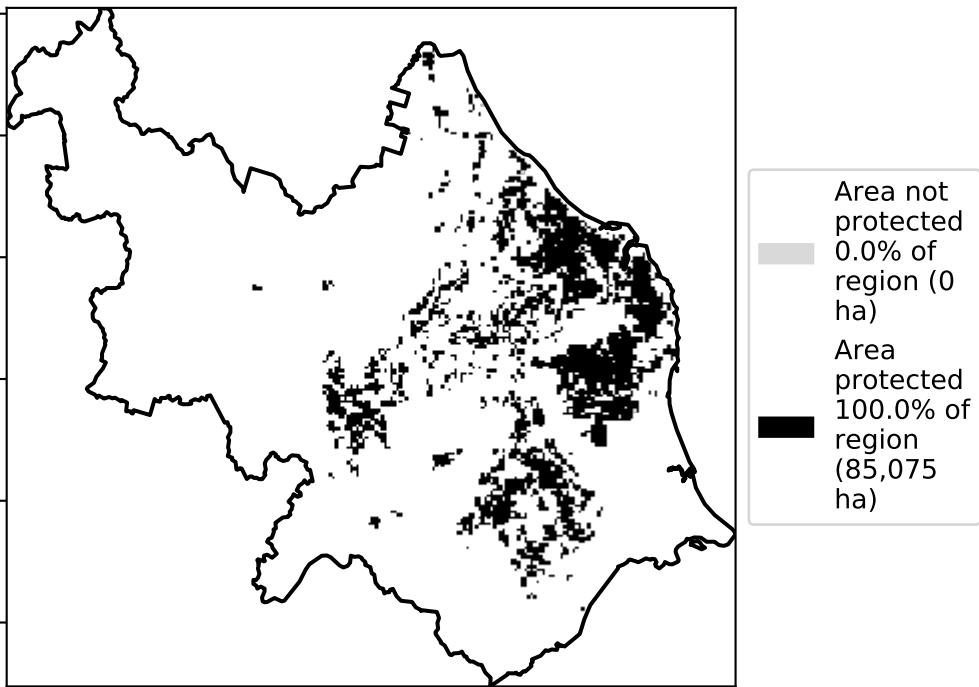 Area not
protected
0.0% of
region (0
ha)
Area
protected
100.0% of
region
(85,075
ha)